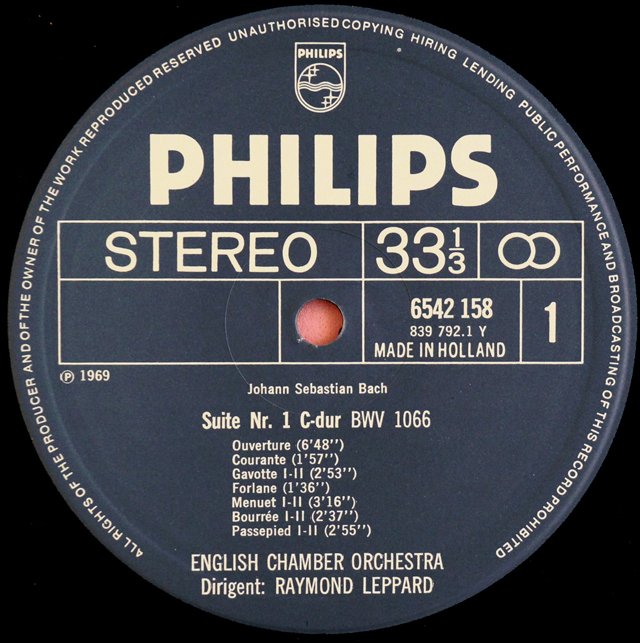 ALL RIGHTS OF THE PRODUCER AND OF THE OWNER OF THE WORK REPRODUCED RESERVED UNAUTHORISED COPYING HIRING LENDING PUBLIC PERFORMANCE AND BROADCASTING OF THIS RECORD PROHIBITED
PHILIPS
PHILIPS
STEREO 33 1/3
6542 158 1
839 792.1 Y
MADE IN HOLLAND
℗ 1969
Johann Sebastian Bach
Suite Nr. 1 C-dur BWV 1066
Ouverture (6'48'')
Courante (1'57'')
Gavotte I-II (2'53'')
Forlane (1'36'')
Menuet I-II (3'16'')
Bourrée I-II (2'37'')
Passepied I-II (2'55'')
ENGLISH CHAMBER ORCHESTRA
Dirigent: RAYMOND LEPPARD